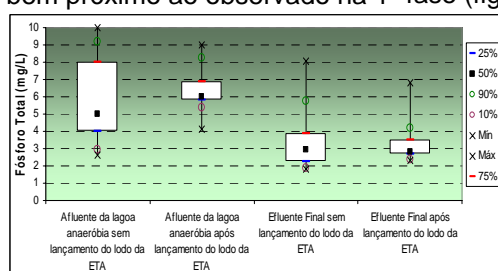 bem próximo ao observado na 1ª fase (fig
Fósforo Total (mg/L)
10
9
8
7
6
5
4
3
2
1
0
25%
50%
90%
10%
Min
Máx
75%
Afluente da lagoa
anaeróbia sem
lançamento do lodo da
ETA
Afluente da lagoa
anaeróbia após
lançamento do lodo da
ETA
Efluente Final sem
lançamento do lodo da
ETA
Efluente Final após
lançamento do lodo da
ETA